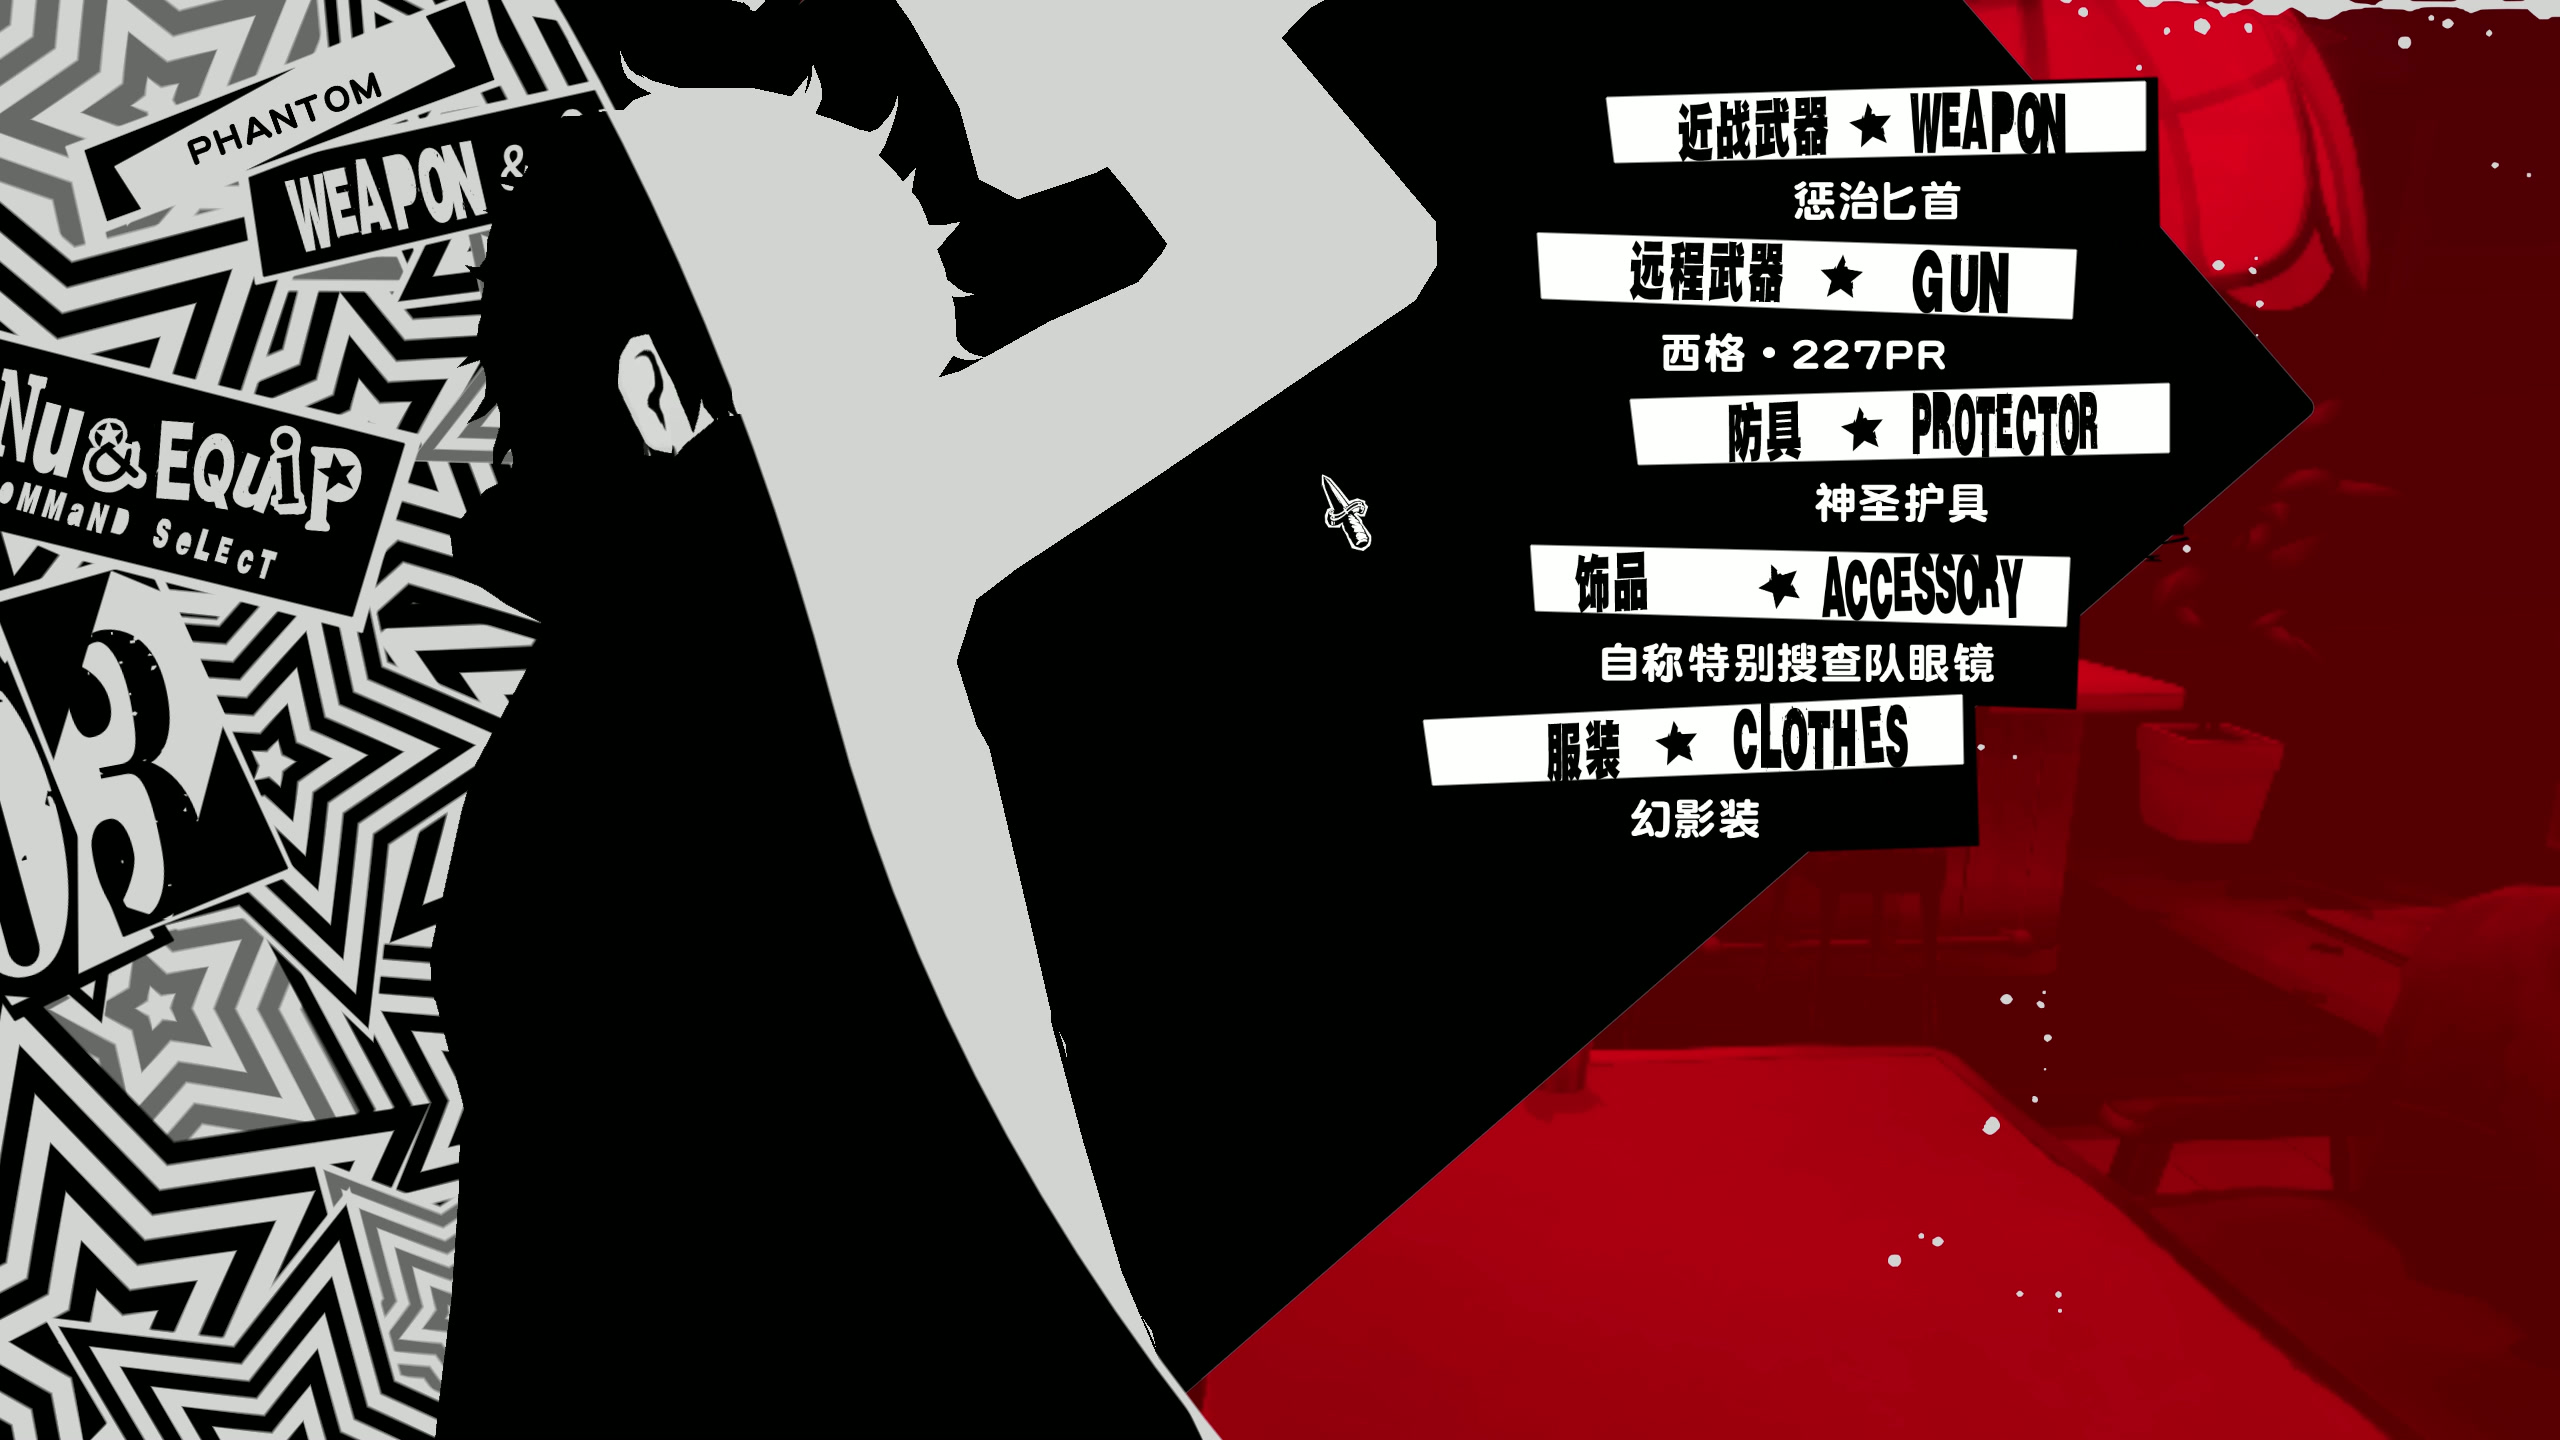 PHANTOM
WEAPON &
Nu&EQuiP
oMMaND SeLEcT
03
近战武器 ★ WEAPON
惩治匕首
远程武器 ★ GUN
西格・227PR
防具 ★ PROTECTOR
神圣护具
饰品 ★ ACCESSORY
自称特别搜查队眼镜
服装 ★ CLOTHES
幻影装